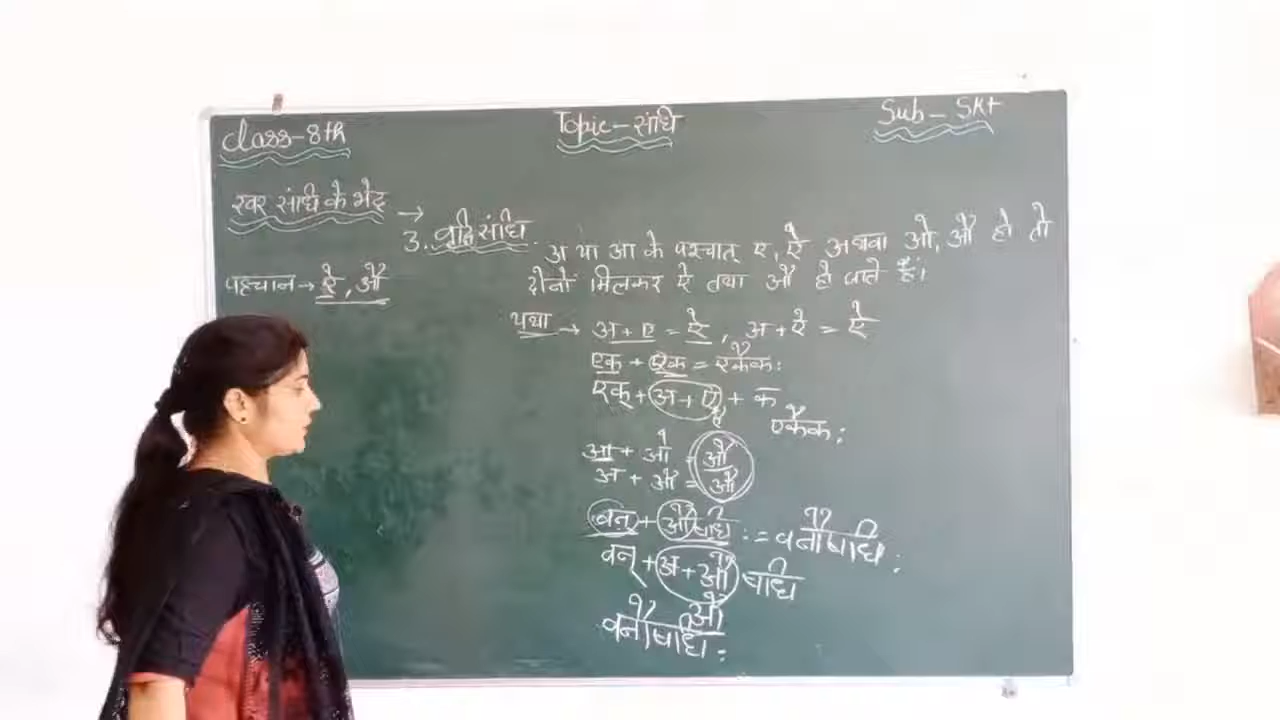 Class-8th
Topic-संधि
Sub-Skt
स्वर संधि के भेद →
3. वृद्धि संधि
अ या आ के पश्चात् ए, ऐ अथवा ओ, औ हो तो
दोनों मिलकर ऐ तथा औ हो जाते हैं।
पहचान → ऐ, औ
यथा → अ + ए = ऐ, अ + ऐ = ऐ
एक + एक = एकैक:
एक् + अ + ए + क
ऐ
एकैक:
आ + ओ = औ
अ + औ = औ
वन + औषधि: = वनौषधि:
वन् + अ + औ षधि
औ
वनौषधि: